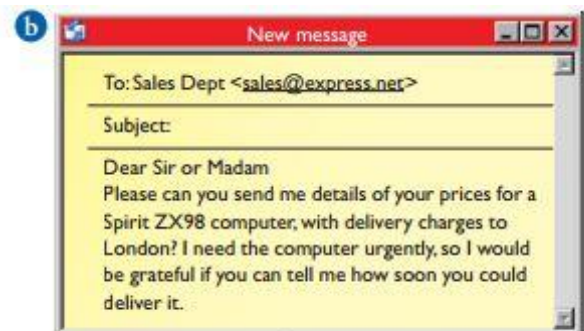 b
New message
To: Sales Dept <sales@express.net>
Subject:
Dear Sir or Madam
Please can you send me details of your prices for a
Spirit ZX98 computer, with delivery charges to
London? I need the computer urgently, so I would
be grateful if you can tell me how soon you could
deliver it.